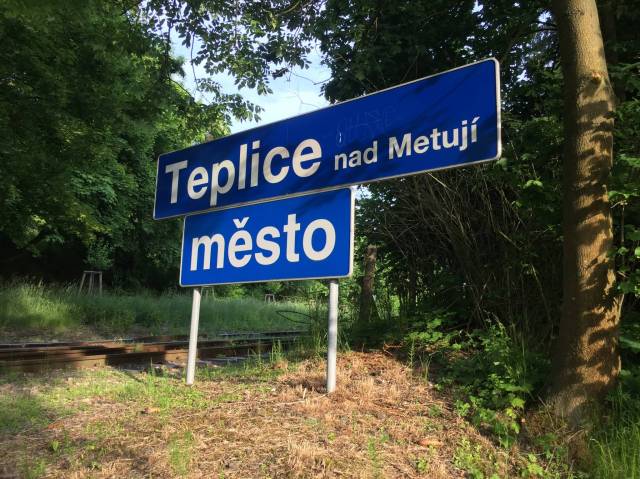 Teplice nad Metují
město